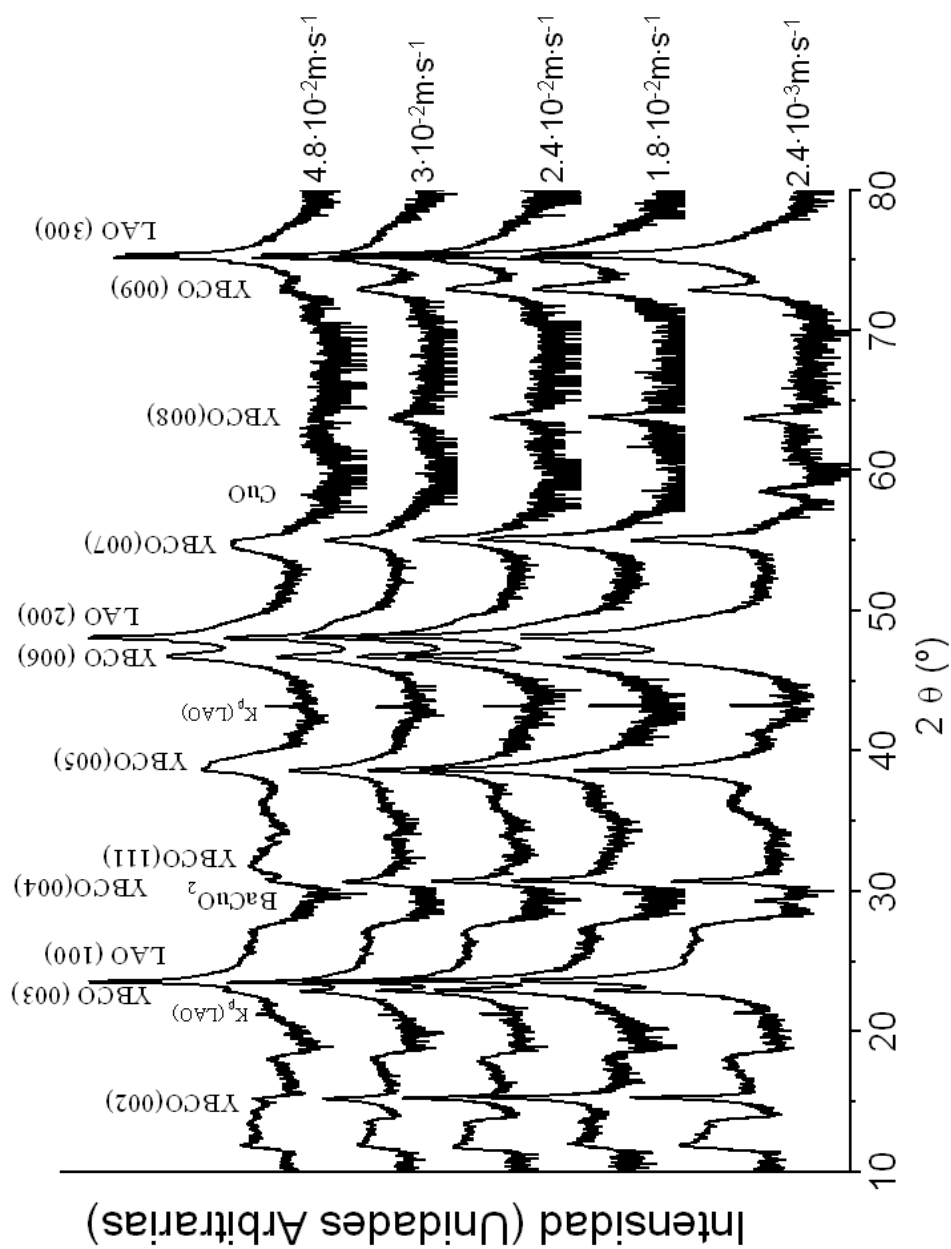 Intensidad (Unidades Arbitrarias)
YBCO(002)
Kβ(LAO)
YBCO (003)
LAO (100)
BaCuO2
YBCO(004)
YBCO(111)
YBCO(005)
Kβ(LAO)
YBCO (006)
LAO (200)
YBCO(007)
CuO
YBCO(008)
YBCO (009)
LAO (300)
4.8·10-2m·s-1
3·10-2m·s-1
2.4·10-2m·s-1
1.8·10-2m·s-1
2.4·10-3m·s-1
10 20 30 40 50 60 70 80
2 θ (º)